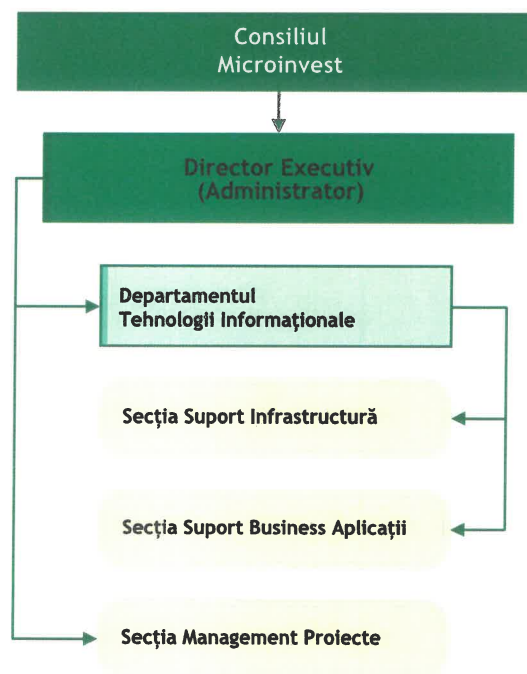 Consiliul
Microinvest
Director Executiv
(Administrator)
Departamentul
Tehnologii Informaționale
Secția Suport Infrastructură
Secția Suport Business Aplicații
Secția Management Proiecte